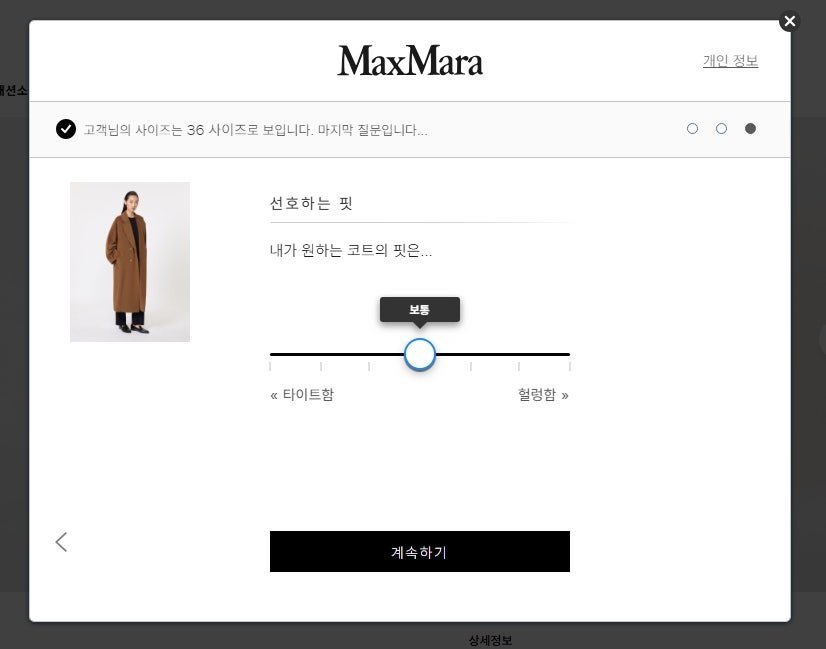 MaxMara
개인 정보
패션소
고객님의 사이즈는 36 사이즈로 보입니다. 마지막 질문입니다...
선호하는 핏
내가 원하는 코트의 핏은...
보통
« 타이트함
헐렁함 »
계속하기
상세정보